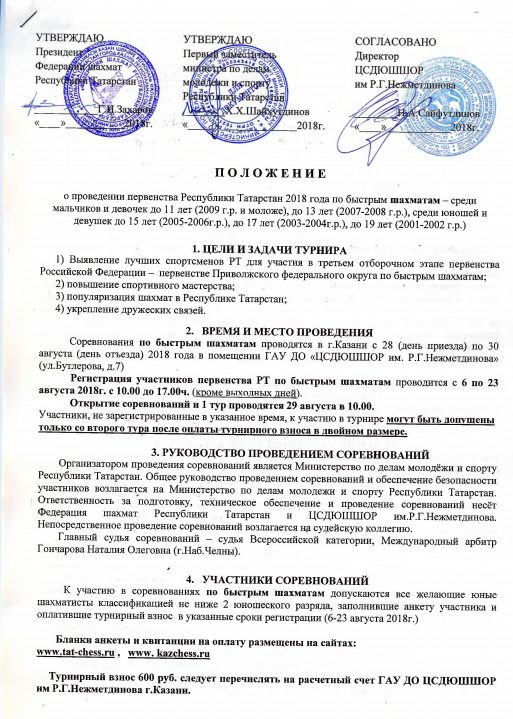 УТВЕРЖДАЮ
Президент
Федерации шахмат
Республики Татарстан
Г.П.Захаров
«____»____________2018г.
УТВЕРЖДАЮ
Первый заместитель
министра по делам
молодежи и спорту
Республики Татарстан
Х.Х.Шайхутдинов
2018г.
СОГЛАСОВАНО
Директор
ЦСДЮШШОР
им Р.Г.Нежметдинова
Н.А.Сайфутдинов
«____»____________2018г.
П О Л О Ж Е Н И Е
о проведении первенства Республики Татарстан 2018 года по быстрым шахматам – среди
мальчиков и девочек до 11 лет (2009 г.р. и моложе), до 13 лет (2007-2008 г.р.), среди юношей и
девушек до 15 лет (2005-2006г.р.), до 17 лет (2003-2004г.р.), до 19 лет (2001-2002 г.р.)
1. ЦЕЛИ И ЗАДАЧИ ТУРНИРА
1) Выявление лучших спортсменов РТ для участия в третьем отборочном этапе первенства
Российской Федерации – первенстве Приволжского федерального округа по быстрым шахматам;
2) повышение спортивного мастерства;
3) популяризация шахмат в Республике Татарстан;
4) укрепление дружеских связей.
2. ВРЕМЯ И МЕСТО ПРОВЕДЕНИЯ
Соревнования по быстрым шахматам проводятся в г.Казани с 28 (день приезда) по 30
августа (день отъезда) 2018 года в помещении ГАУ ДО «ЦСДЮШШОР им. Р.Г.Нежметдинова»
(ул.Бутлерова, д.7)
Регистрация участников первенства РТ по быстрым шахматам проводится с 6 по 23
августа 2018г. с 10.00 до 17.00ч. (кроме выходных дней).
Открытие соревнований и 1 тур проводятся 29 августа в 10.00.
Участники, не зарегистрированные в указанное время, к участию в турнире могут быть допущены
только со второго тура после оплаты турнирного взноса в двойном размере.
3. РУКОВОДСТВО ПРОВЕДЕНИЕМ СОРЕВНОВАНИЙ
Организатором проведения соревнований является Министерство по делам молодёжи и спорту
Республики Татарстан. Общее руководство проведением соревнований и обеспечение безопасности
участников возлагается на Министерство по делам молодежи и спорту Республики Татарстан.
Ответственность за подготовку, техническое обеспечение и проведение соревнований несёт
Федерация шахмат Республики Татарстан и ЦСДЮШШОР им.Р.Г.Нежметдинова.
Непосредственное проведение соревнований возлагается на судейскую коллегию.
Главный судья соревнований – судья Всероссийской категории, Международный арбитр
Гончарова Наталия Олеговна (г.Наб.Челны).
4. УЧАСТНИКИ СОРЕВНОВАНИЙ
К участию в соревнованиях по быстрым шахматам допускаются все желающие юные
шахматисты классификацией не ниже 2 юношеского разряда, заполнившие анкету участника и
оплатившие турнирный взнос в указанные сроки регистрации (6-23 августа 2018г.)
Бланки анкеты и квитанции на оплату размещены на сайтах:
www.tat-chess.ru , www. kazchess.ru
Турнирный взнос 600 руб. следует перечислять на расчетный счет ГАУ ДО ЦСДЮШШОР
им Р.Г.Нежметдинова г.Казани.